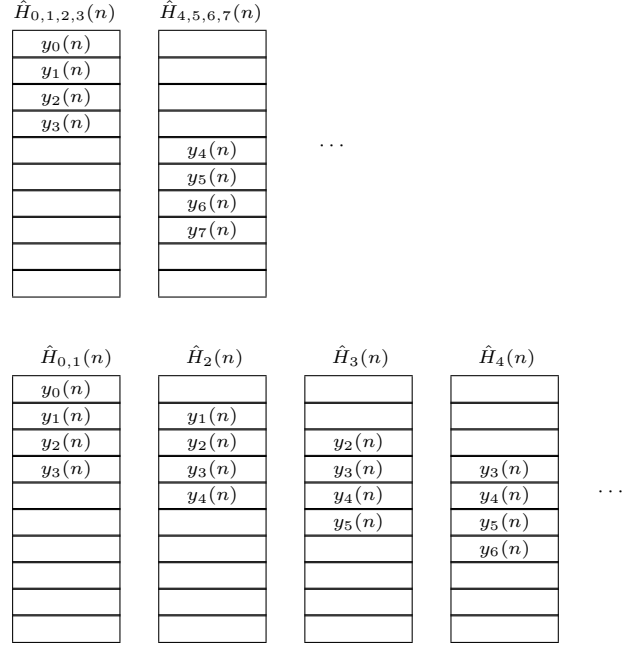 Ĥ₀,₁,₂,₃(n) Ĥ₄,₅,₆,₇(n)
y₀(n)
y₁(n)
y₂(n)
y₃(n)
y₄(n) ...
y₅(n)
y₆(n)
y₇(n)
Ĥ₀,₁(n) Ĥ₂(n) Ĥ₃(n) Ĥ₄(n)
y₀(n)
y₁(n) y₁(n)
y₂(n) y₂(n) y₂(n)
y₃(n) y₃(n) y₃(n) y₃(n)
y₄(n) y₄(n) y₄(n) ...
y₅(n) y₅(n)
y₆(n)